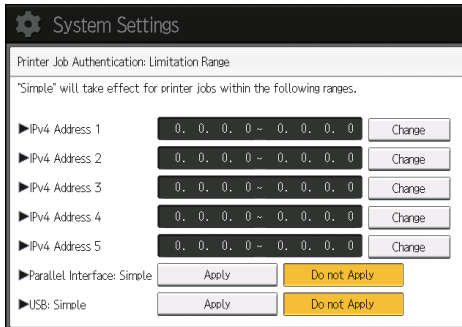 System Settings
Printer Job Authentication: Limitation Range
"Simple" will take effect for printer jobs within the following ranges.
▶IPv4 Address 1 0. 0. 0. 0 ~ 0. 0. 0. 0 Change
▶IPv4 Address 2 0. 0. 0. 0 ~ 0. 0. 0. 0 Change
▶IPv4 Address 3 0. 0. 0. 0 ~ 0. 0. 0. 0 Change
▶IPv4 Address 4 0. 0. 0. 0 ~ 0. 0. 0. 0 Change
▶IPv4 Address 5 0. 0. 0. 0 ~ 0. 0. 0. 0 Change
▶Parallel Interface: Simple Apply Do not Apply
▶USB: Simple Apply Do not Apply